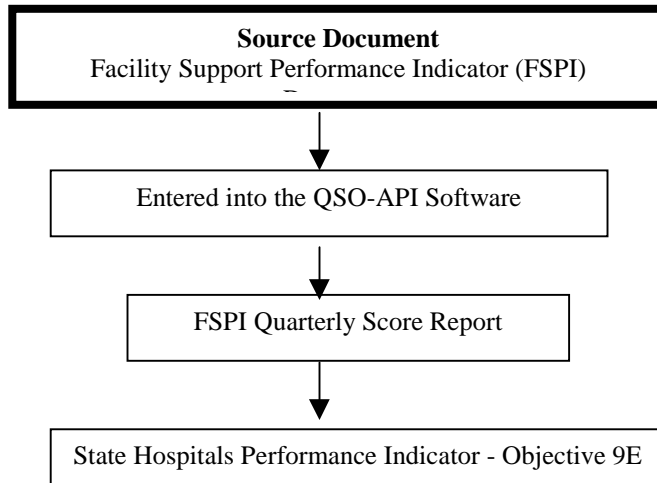 Source Document
Facility Support Performance Indicator (FSPI)
Entered into the QSO-API Software
FSPI Quarterly Score Report
State Hospitals Performance Indicator - Objective 9E